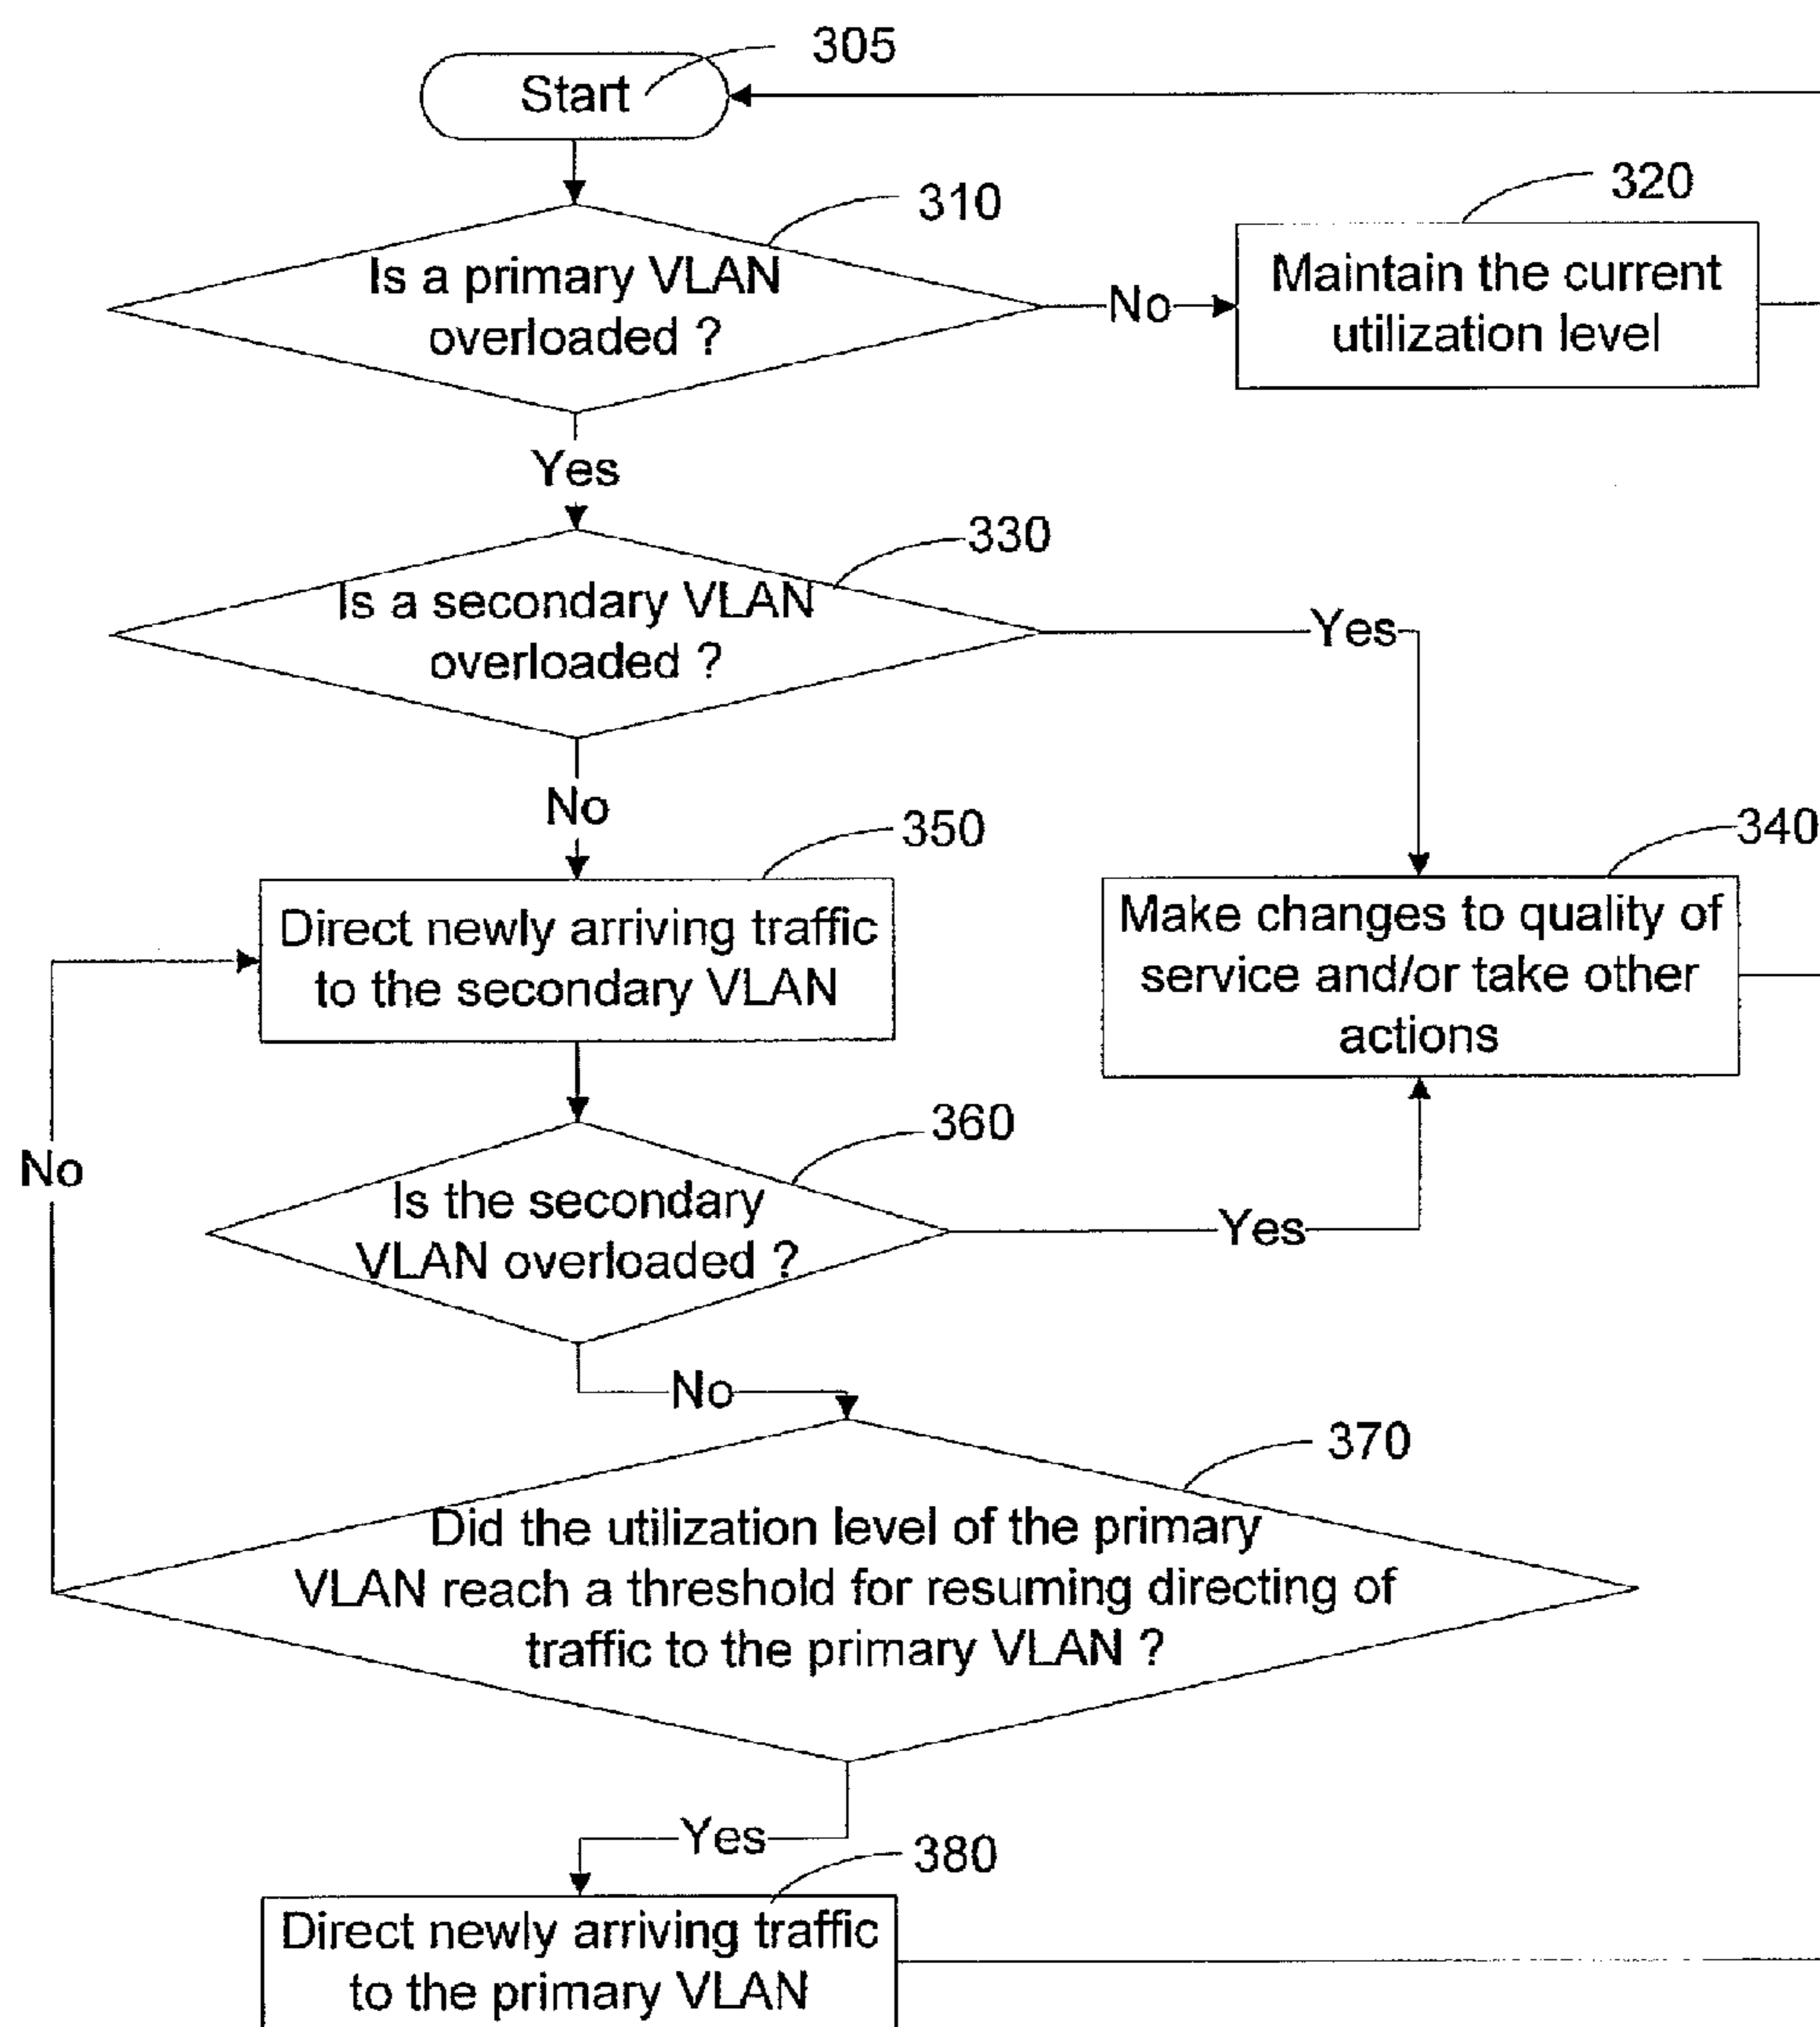 305
Start
310
320
Is a primary VLAN
overloaded ?
No
Maintain the current
utilization level
Yes
330
Is a secondary VLAN
overloaded ?
Yes
No
350
340
Direct newly arriving traffic
to the secondary VLAN
Make changes to quality of
service and/or take other
actions
360
No
Is the secondary
VLAN overloaded ?
Yes
No
370
Did the utilization level of the primary
VLAN reach a threshold for resuming directing of
traffic to the primary VLAN ?
Yes
380
Direct newly arriving traffic
to the primary VLAN